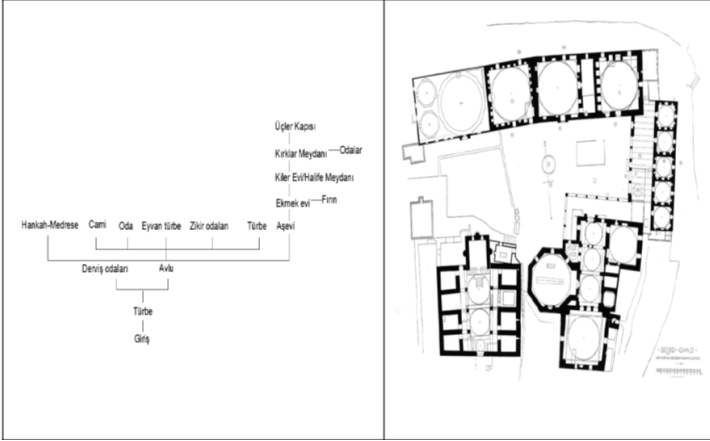 Üçler Kapısı
Kırklar Meydanı Odalar
Kiler Evi/Halife Meydanı
Ekmek evi Fırın
Hankah-Medrese Cami Oda Eyvan türbe Zikir odaları Türbe Aşevi
Derviş odaları Avlu
Türbe
Giriş